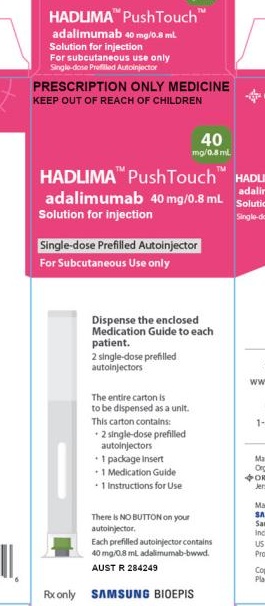 HADLIMA™ PushTouch™
adalimumab 40 mg/0.8 mL
Solution for injection
For subcutaneous use only
Single-dose Prefilled Autoinjector
PRESCRIPTION ONLY MEDICINE
KEEP OUT OF REACH OF CHILDREN
40
mg/0.8 mL
HADLIMA™ PushTouch™
adalimumab 40 mg/0.8 mL
Solution for injection
Single-dose Prefilled Autoinjector
For Subcutaneous Use only
Dispense the enclosed
Medication Guide to each
patient.
2 single-dose prefilled
autoinjectors
The entire carton is
to be dispensed as a unit.
This carton contains:
· 2 single-dose prefilled
autoinjectors
· 1 package insert
· 1 Medication Guide
· 1 Instructions for Use
There is NO BUTTON on your
autoinjector.
Each prefilled autoinjector contains
40 mg/0.8 mL adalimumab-bwwd.
AUST R 284249
Rx only SAMSUNG BIOEPIS